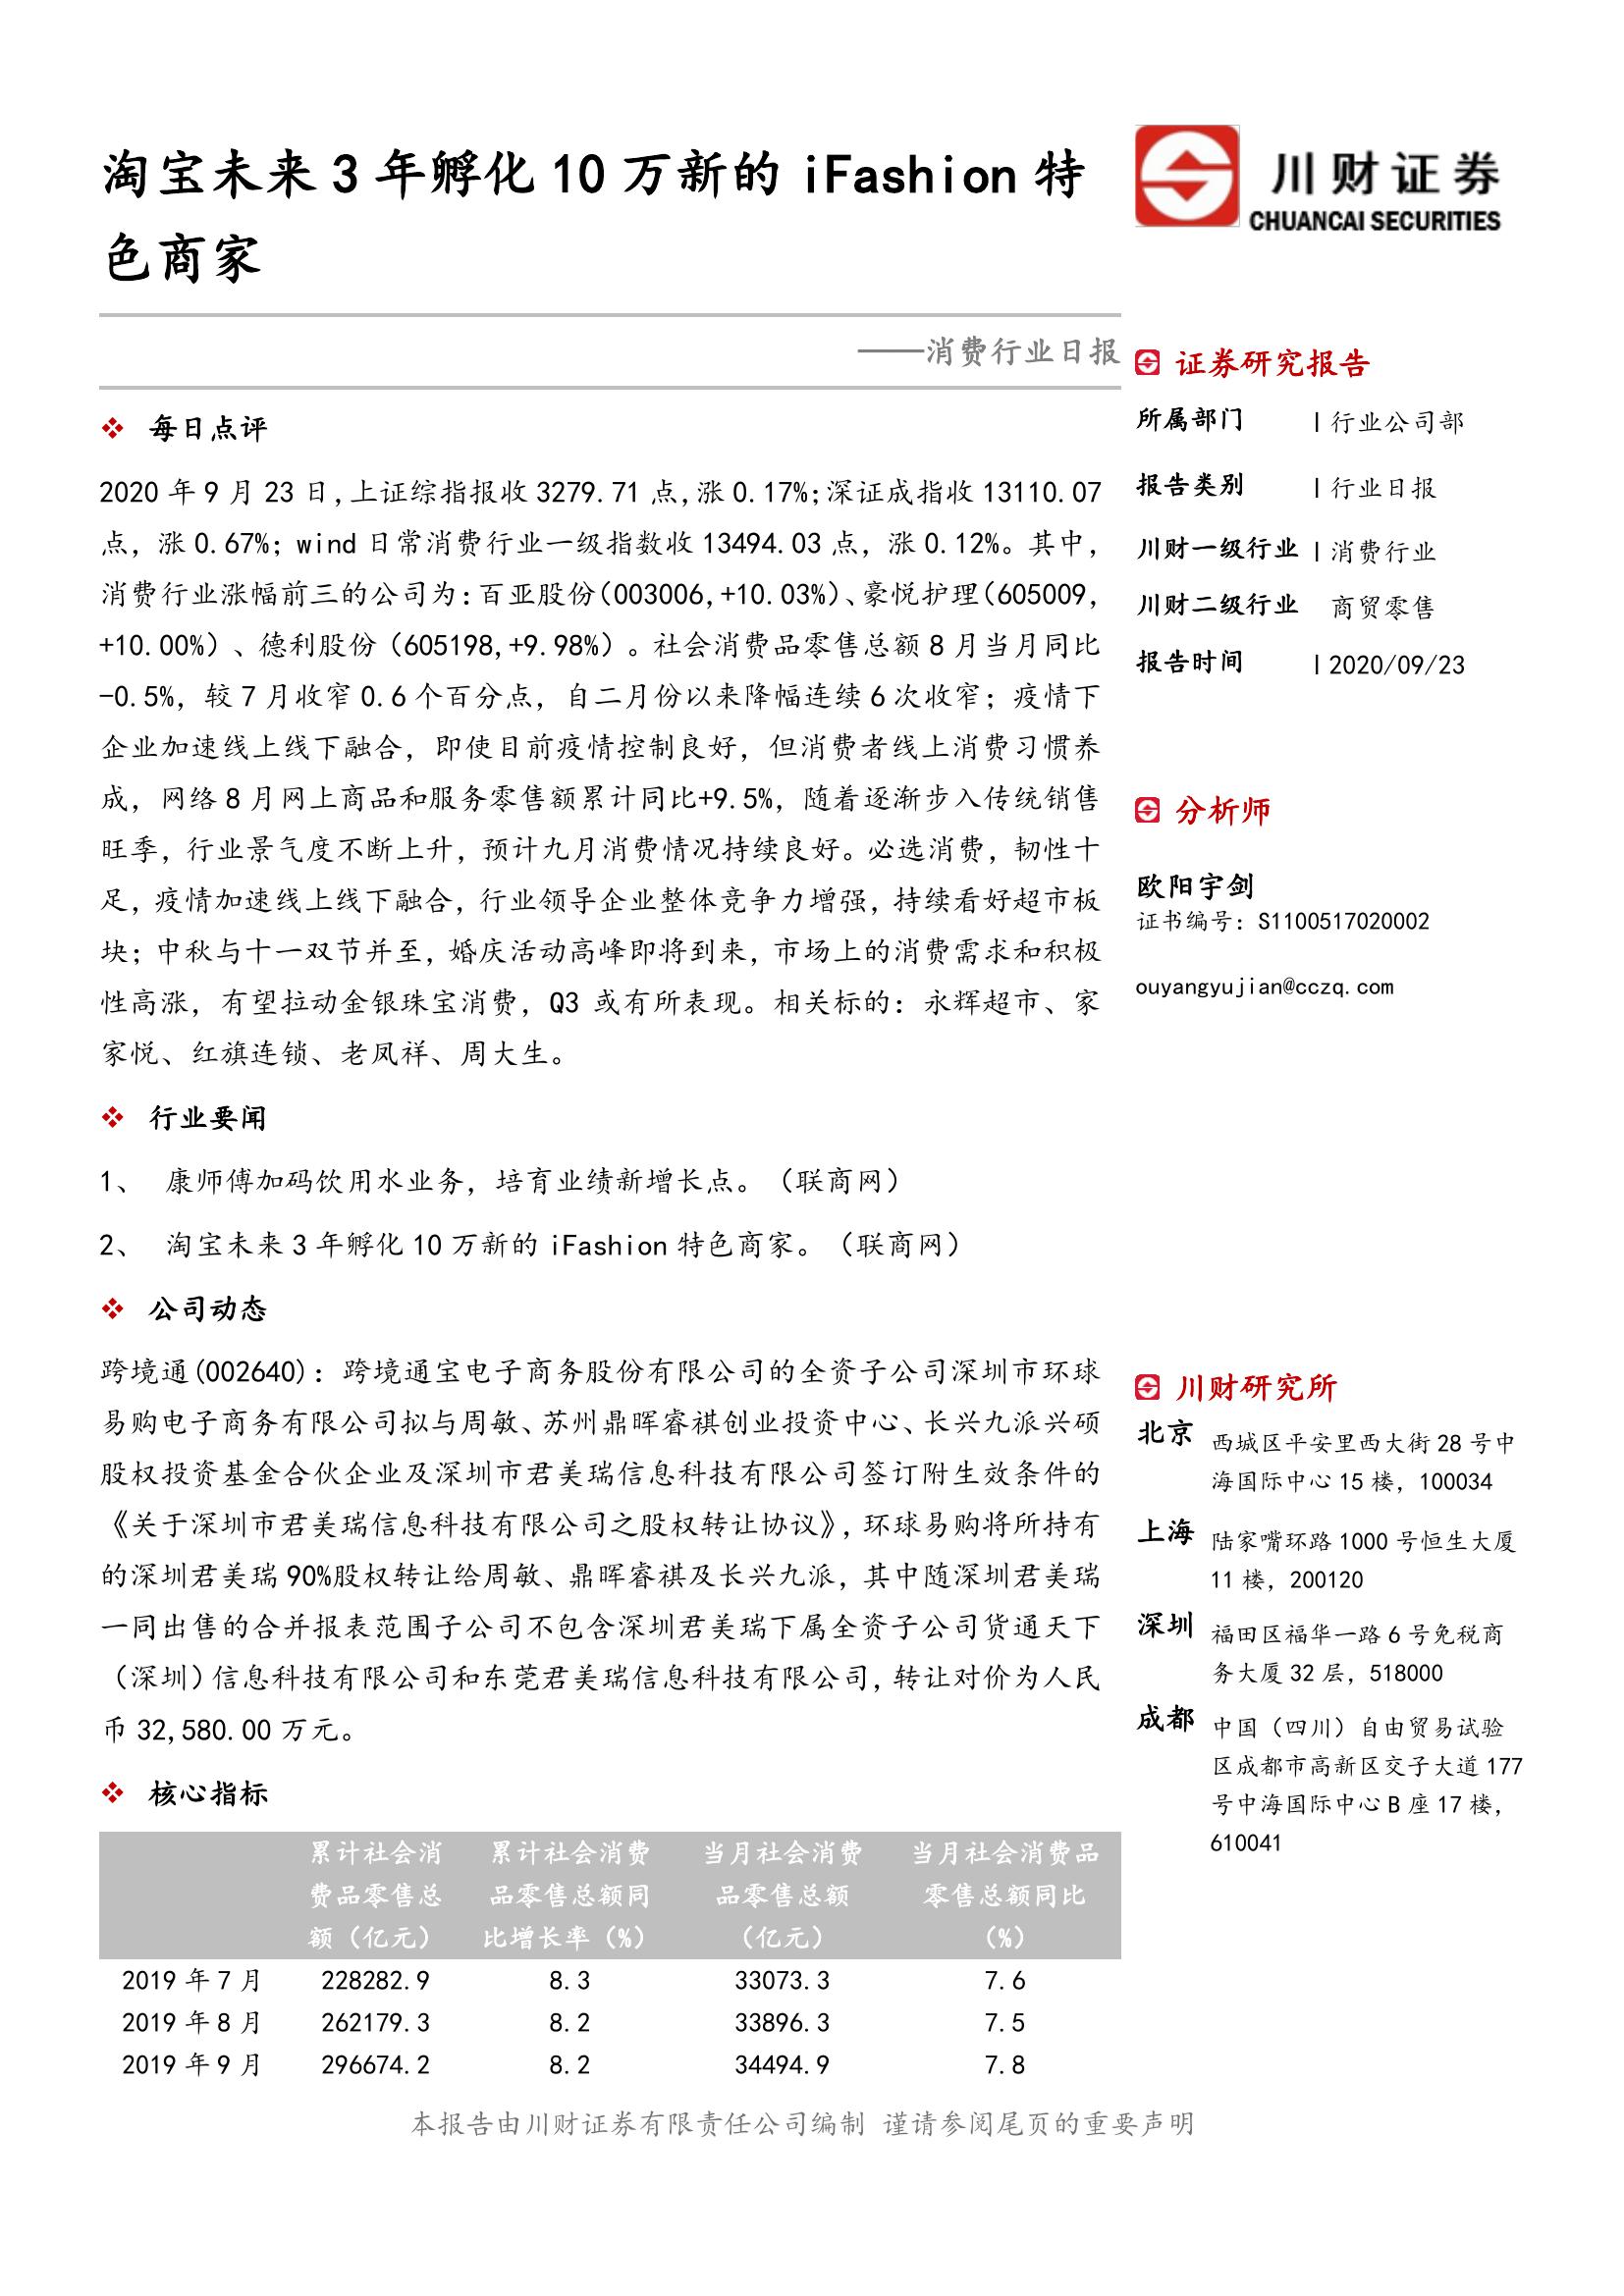 淘宝未来 3 年孵化 10 万新的 iFashion 特
色商家
川财证券
CHUANCAI SECURITIES
——消费行业日报
❖ 每日点评
2020 年 9 月 23 日,上证综指报收 3279.71 点,涨 0.17%;深证成指收 13110.07
点，涨 0.67%；wind 日常消费行业一级指数收 13494.03 点，涨 0.12%。其中，
消费行业涨幅前三的公司为:百亚股份(003006,+10.03%)、豪悦护理(605009,
+10.00%）、德利股份（605198,+9.98%）。社会消费品零售总额 8 月当月同比
-0.5%，较 7 月收窄 0.6 个百分点，自二月份以来降幅连续 6 次收窄；疫情下
企业加速线上线下融合，即使目前疫情控制良好，但消费者线上消费习惯养
成，网络 8 月网上商品和服务零售额累计同比+9.5%，随着逐渐步入传统销售
旺季，行业景气度不断上升，预计九月消费情况持续良好。必选消费，韧性十
足，疫情加速线上线下融合，行业领导企业整体竞争力增强，持续看好超市板
块；中秋与十一双节并至，婚庆活动高峰即将到来，市场上的消费需求和积极
性高涨，有望拉动金银珠宝消费，Q3 或有所表现。相关标的：永辉超市、家
家悦、红旗连锁、老凤祥、周大生。
❖ 行业要闻
1、 康师傅加码饮用水业务，培育业绩新增长点。（联商网）
2、 淘宝未来 3 年孵化 10 万新的 iFashion 特色商家。（联商网）
❖ 公司动态
跨境通(002640)：跨境通宝电子商务股份有限公司的全资子公司深圳市环球
易购电子商务有限公司拟与周敏、苏州鼎晖睿祺创业投资中心、长兴九派兴硕
股权投资基金合伙企业及深圳市君美瑞信息科技有限公司签订附生效条件的
《关于深圳市君美瑞信息科技有限公司之股权转让协议》，环球易购将所持有
的深圳君美瑞 90%股权转让给周敏、鼎晖睿祺及长兴九派，其中随深圳君美瑞
一同出售的合并报表范围子公司不包含深圳君美瑞下属全资子公司货通天下
（深圳）信息科技有限公司和东莞君美瑞信息科技有限公司，转让对价为人民
币 32,580.00 万元。
❖ 核心指标
累计社会消 累计社会消费 当月社会消费 当月社会消费品
费品零售总 品零售总额同 品零售总额 零售总额同比
额（亿元） 比增长率（%） （亿元） （%）
2019 年 7 月 228282.9 8.3 33073.3 7.6
2019 年 8 月 262179.3 8.2 33896.3 7.5
2019 年 9 月 296674.2 8.2 34494.9 7.8
证券研究报告
所属部门 | 行业公司部
报告类别 | 行业日报
川财一级行业 | 消费行业
川财二级行业 商贸零售
报告时间 | 2020/09/23
分析师
欧阳宇剑
证书编号：S1100517020002
ouyangyujian@cczq.com
川财研究所
北京 西城区平安里西大街 28 号中
海国际中心 15 楼，100034
上海 陆家嘴环路 1000 号恒生大厦
11 楼，200120
深圳 福田区福华一路 6 号免税商
务大厦 32 层，518000
成都 中国（四川）自由贸易试验
区成都市高新区交子大道 177
号中海国际中心 B 座 17 楼，
610041
本报告由川财证券有限责任公司编制 谨请参阅尾页的重要声明